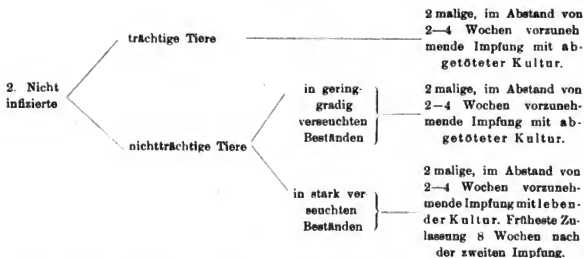 2. Nicht
infizierte
trächtige Tiere
2 malige, im Abstand von
2—4 Wochen vorzuneh
mende Impfung mit ab-
getöteter Kultur.
nichtträchtige Tiere
in gering-
gradig
verseuchten
Beständen
2 malige, im Abstand von
2—4 Wochen vorzuneh-
mende Impfung mit ab-
getöteter Kultur.
in stark ver
seuchten
Beständen
2 malige, im Abstand von
2—4 Wochen vorzuneh-
mende Impfung mit leben-
der Kultur. Früheste Zu-
lassung 8 Wochen nach
der zweiten Impfung.